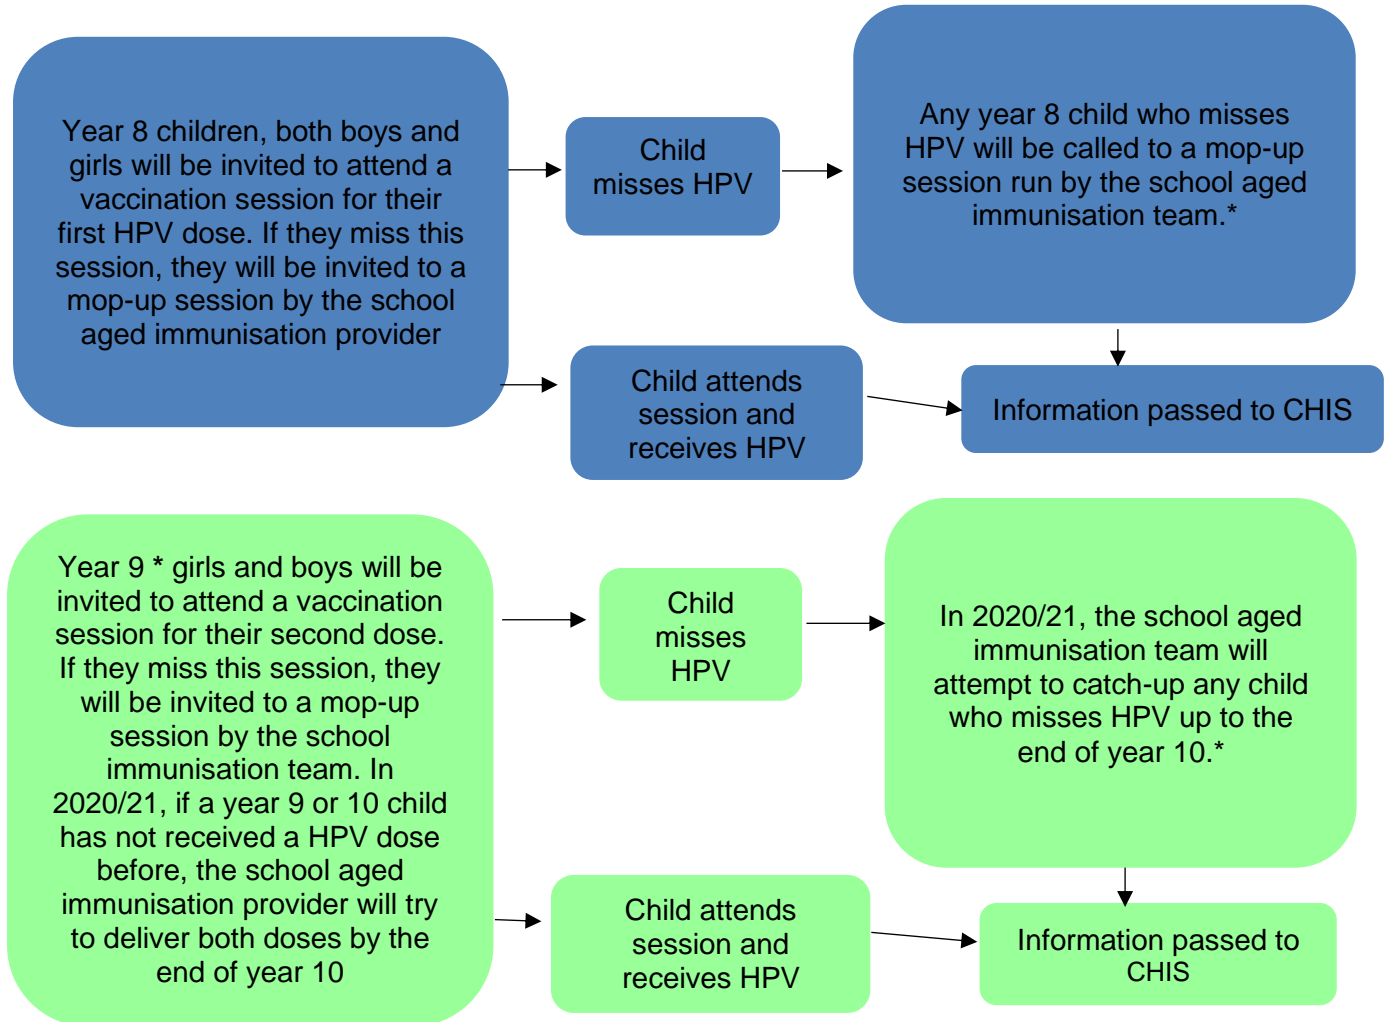 Year 8 children, both boys and
girls will be invited to attend a
vaccination session for their
first HPV dose. If they miss this
session, they will be invited to a
mop-up session by the school
aged immunisation provider
Child
misses HPV
Any year 8 child who misses
HPV will be called to a mop-up
session run by the school aged
immunisation team.*
Child attends
session and
receives HPV
Information passed to CHIS
Year 9 * girls and boys will be
invited to attend a vaccination
session for their second dose.
If they miss this session, they
will be invited to a mop-up
session by the school
immunisation team. In
2020/21, if a year 9 or 10 child
has not received a HPV dose
before, the school aged
immunisation provider will try
to deliver both doses by the
end of year 10
Child
misses
HPV
In 2020/21, the school aged
immunisation team will
attempt to catch-up any child
who misses HPV up to the
end of year 10.*
Child attends
session and
receives HPV
Information passed to
CHIS